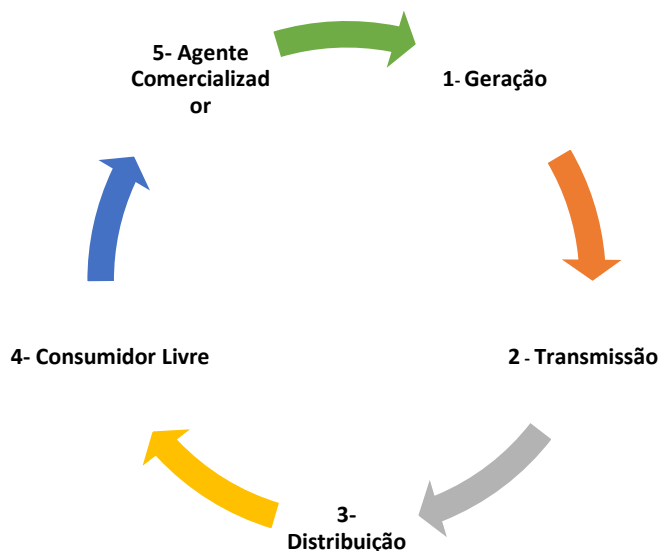 1- Geração
2 - Transmissão
3-
Distribuição
4- Consumidor Livre
5- Agente
Comercializad
or